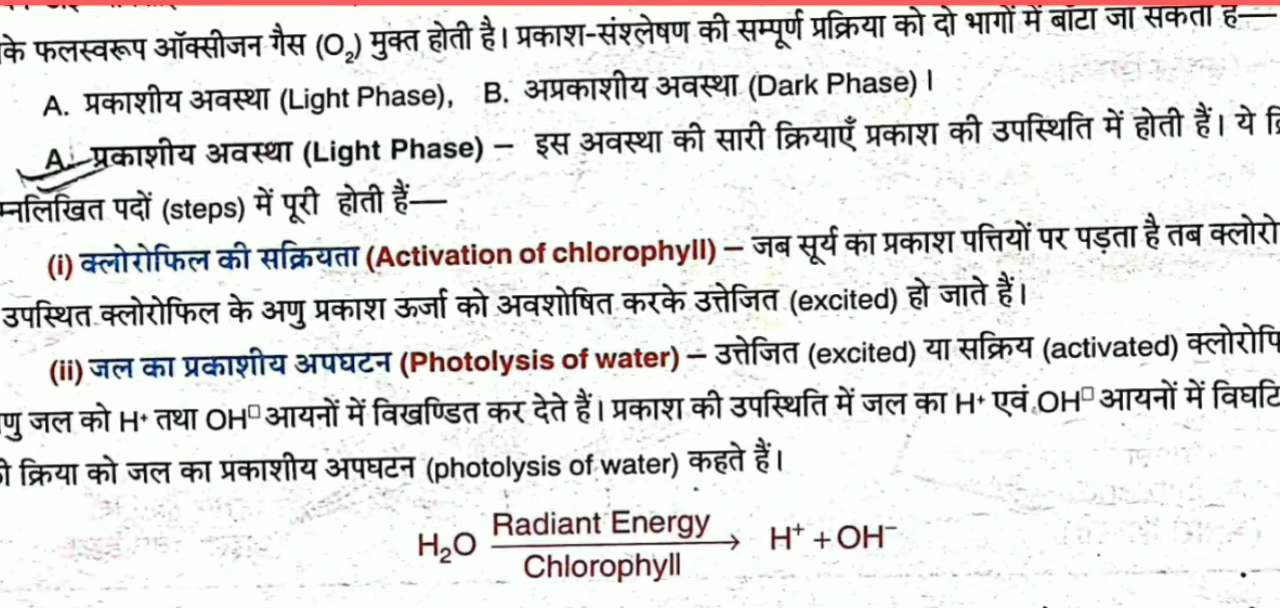 के फलस्वरूप ऑक्सीजन गैस (O₂) मुक्त होती है। प्रकाश-संश्लेषण की सम्पूर्ण प्रक्रिया को दो भागों में बाँटा जा सकता है—
A. प्रकाशीय अवस्था (Light Phase), B. अप्रकाशीय अवस्था (Dark Phase) ।
A. प्रकाशीय अवस्था (Light Phase) – इस अवस्था की सारी क्रियाएँ प्रकाश की उपस्थिति में होती हैं। ये
म्नलिखित पदों (steps) में पूरी होती हैं—
(i) क्लोरोफिल की सक्रियता (Activation of chlorophyll) – जब सूर्य का प्रकाश पत्तियों पर पड़ता है तब क्लोरो
उपस्थित क्लोरोफिल के अणु प्रकाश ऊर्जा को अवशोषित करके उत्तेजित (excited) हो जाते हैं।
(ii) जल का प्रकाशीय अपघटन (Photolysis of water) – उत्तेजित (excited) या सक्रिय (activated) क्लोरोफि
णु जल को H⁺ तथा OH□ आयनों में विखण्डित कर देते हैं। प्रकाश की उपस्थिति में जल का H⁺ एवं OH□ आयनों में विघटि
क्रिया को जल का प्रकाशीय अपघटन (photolysis of water) कहते हैं।
Radiant Energy
H₂O → H⁺ + OH⁻
Chlorophyll